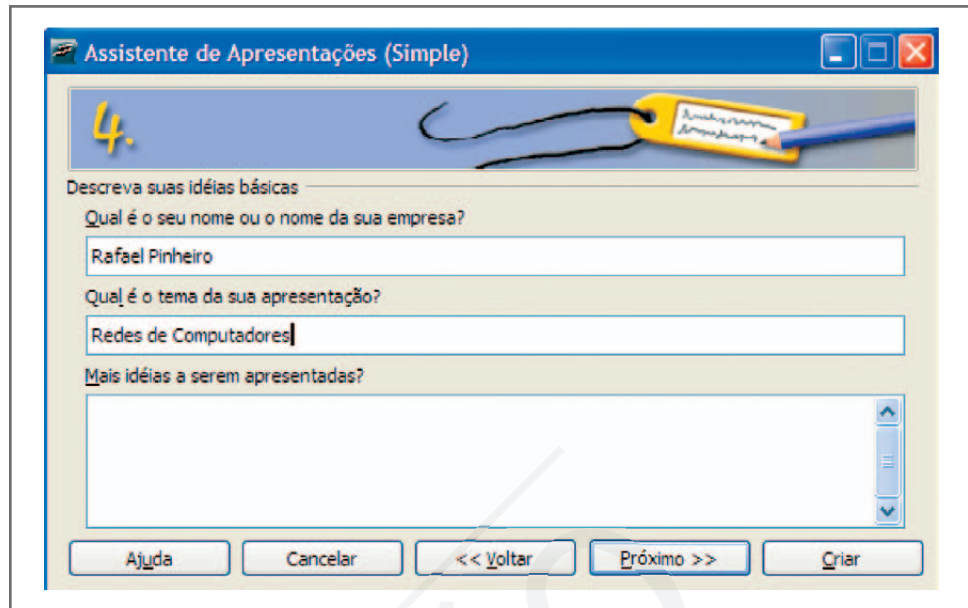 Assistente de Apresentações (Simple)
4.
Descreva suas idéias básicas
Qual é o seu nome ou o nome da sua empresa?
Rafael Pinheiro
Qual é o tema da sua apresentação?
Redes de Computadores
Mais idéias a serem apresentadas?
Ajuda Cancelar << Voltar Próximo >> Criar